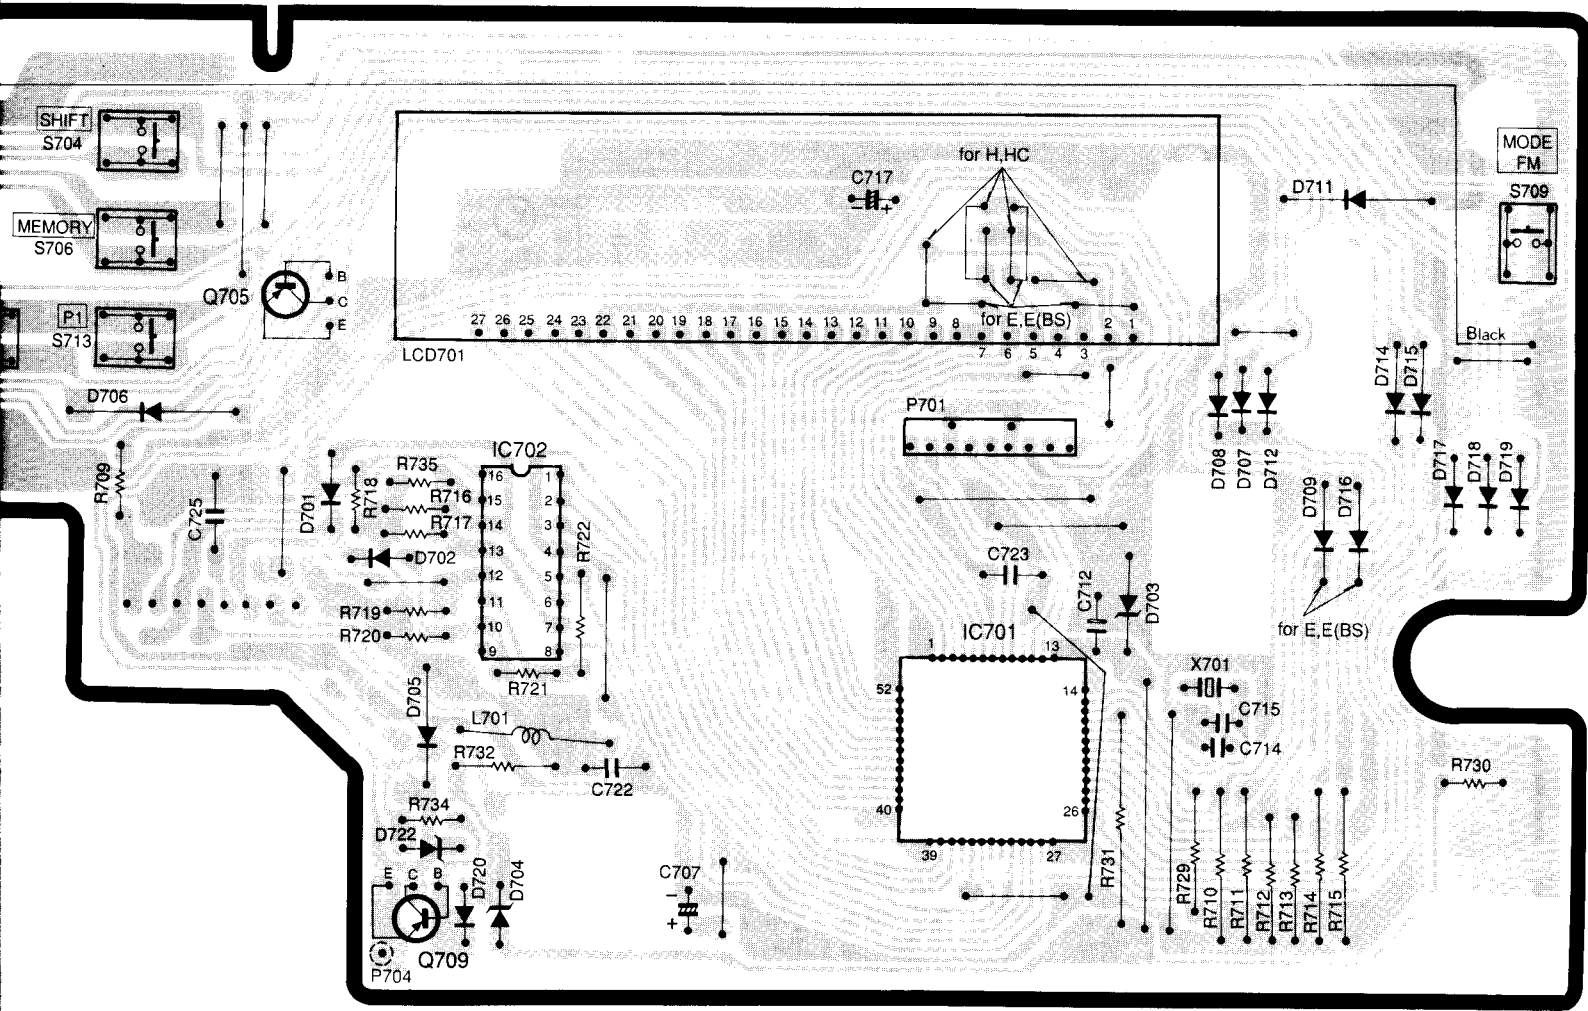 SHIFT
S704
MEMORY
S706
P1
S713
Q705
B
C
E
D706
R709
C725
D701
R718
R735
R716
R717
D702
R719
R720
IC702
16 1
15 2
14 3
13 4
12 5
11 6
10 7
9 8
R722
R721
D705
L701
R732
C722
R734
D722
E C B
D720
D704
Q709
P704
C707
-
+
for H,HC
C717
- +
for E,E(BS)
27 26 25 24 23 22 21 20 19 18 17 16 15 14 13 12 11 10 9 8 2 1
7 6 5 4 3
LCD701
P701
C723
C712
D703
IC701
1 13
52 14
40 26
39 27
R731
X701
C715
C714
R729
R710
R711
R712
R713
R714
R715
R730
D711
MODE
FM
S709
Black
D714
D715
D708
D707
D712
D717
D718
D719
D709
D716
for E,E(BS)